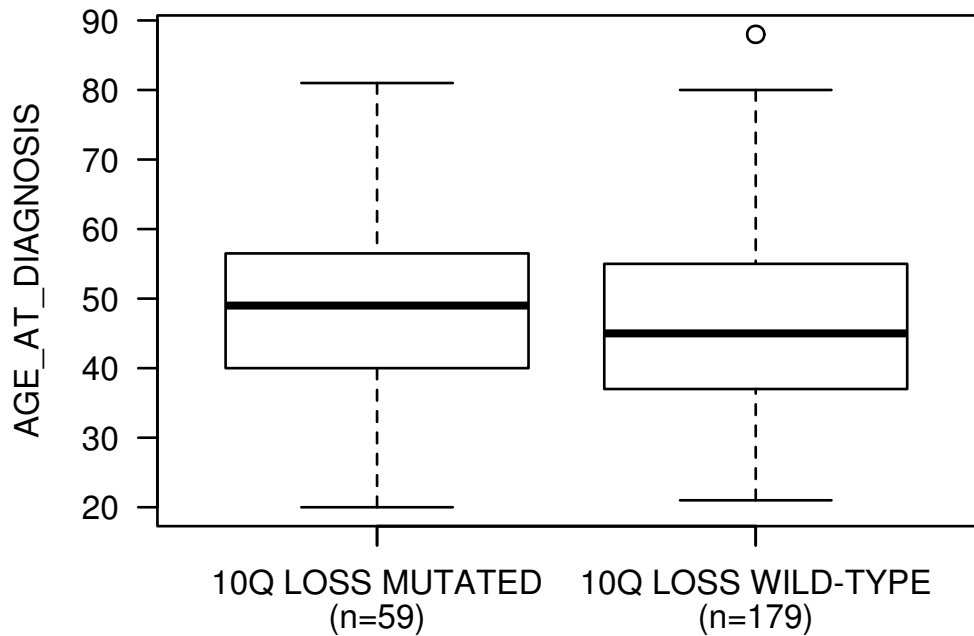 AGE_AT_DIAGNOSIS
90
80
70
60
50
40
30
20
10Q LOSS MUTATED
(n=59)
10Q LOSS WILD-TYPE
(n=179)